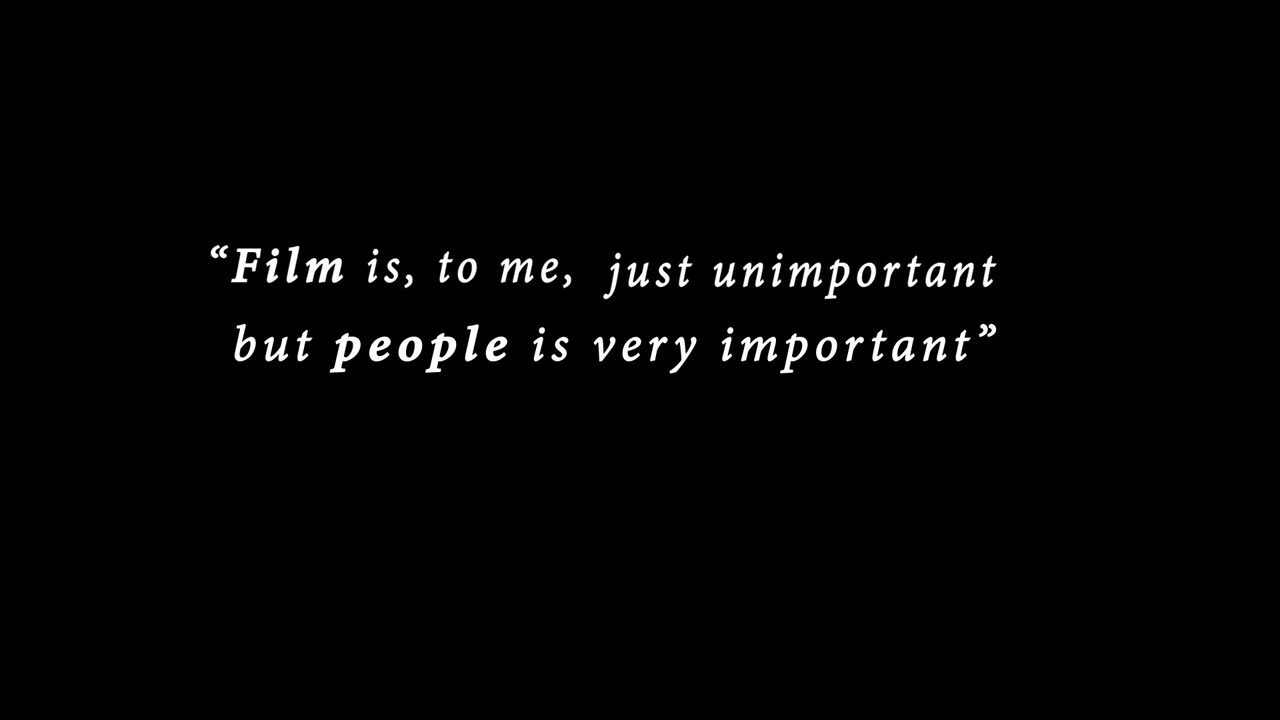 “Film is, to me, just unimportant
but people is very important”